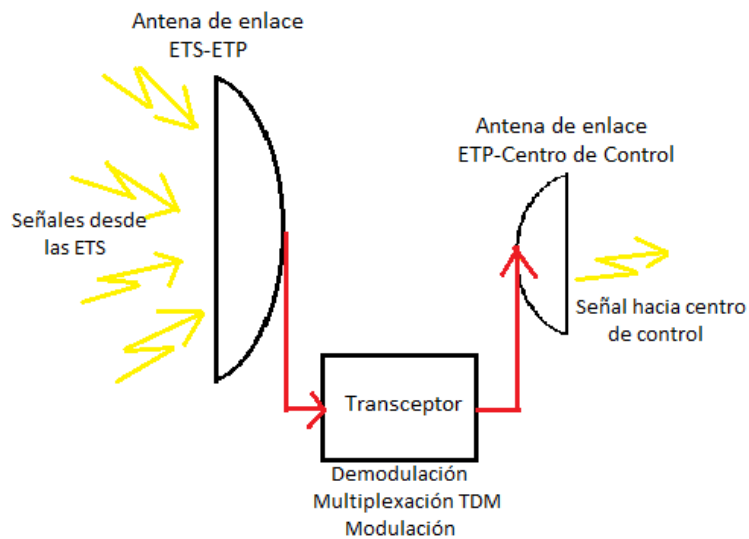 Antena de enlace
ETS-ETP
Antena de enlace
ETP-Centro de Control
Señales desde
las ETS
Señal hacia centro
de control
Transceptor
Demodulación
Multiplexación TDM
Modulación